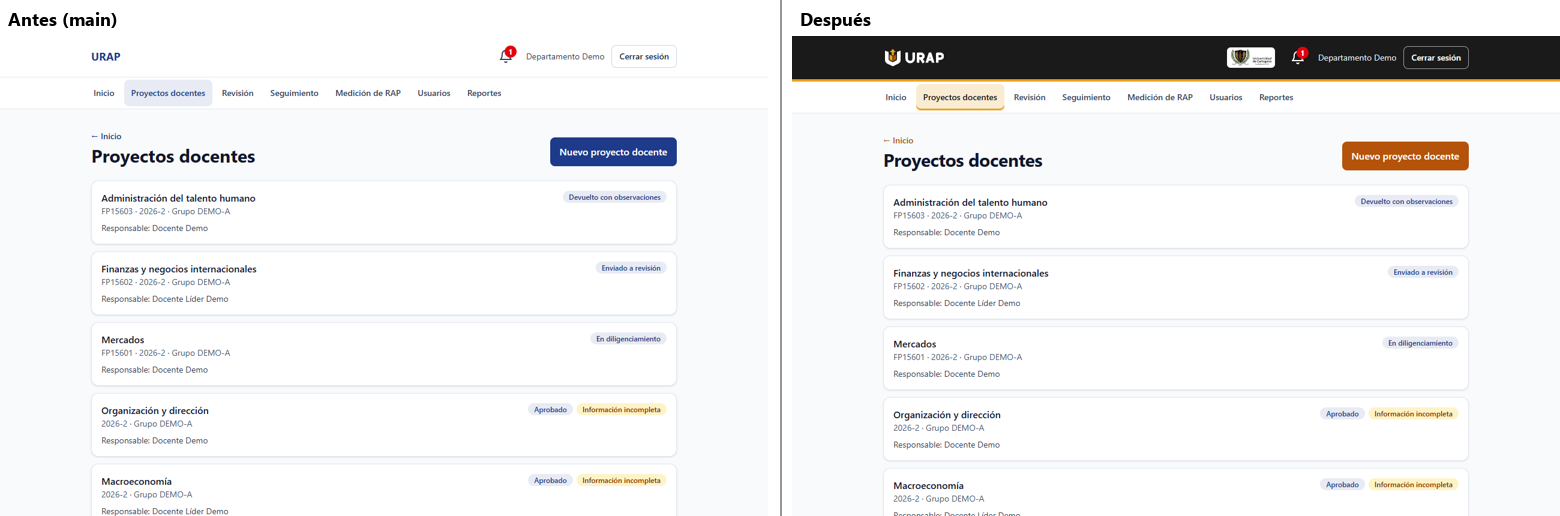 Antes (main)
URAP
1
Departamento Demo
Cerrar sesión
Inicio
Proyectos docentes
Revisión
Seguimiento
Medición de RAP
Usuarios
Reportes
← Inicio
Proyectos docentes
Nuevo proyecto docente
Administración del talento humano
Devuelto con observaciones
FP15603 · 2026-2 · Grupo DEMO-A
Responsable: Docente Demo
Finanzas y negocios internacionales
Enviado a revisión
FP15602 · 2026-2 · Grupo DEMO-A
Responsable: Docente Líder Demo
Mercados
En diligenciamiento
FP15601 · 2026-2 · Grupo DEMO-A
Responsable: Docente Demo
Organización y dirección
Aprobado
Información incompleta
2026-2 · Grupo DEMO-A
Responsable: Docente Demo
Macroeconomía
Aprobado
Información incompleta
2026-2 · Grupo DEMO-A
Responsable: Docente Líder Demo
Después
URAP
1
Departamento Demo
Cerrar sesión
Inicio
Proyectos docentes
Revisión
Seguimiento
Medición de RAP
Usuarios
Reportes
← Inicio
Proyectos docentes
Nuevo proyecto docente
Administración del talento humano
Devuelto con observaciones
FP15603 · 2026-2 · Grupo DEMO-A
Responsable: Docente Demo
Finanzas y negocios internacionales
Enviado a revisión
FP15602 · 2026-2 · Grupo DEMO-A
Responsable: Docente Líder Demo
Mercados
En diligenciamiento
FP15601 · 2026-2 · Grupo DEMO-A
Responsable: Docente Demo
Organización y dirección
Aprobado
Información incompleta
2026-2 · Grupo DEMO-A
Responsable: Docente Demo
Macroeconomía
Aprobado
Información incompleta
2026-2 · Grupo DEMO-A
Responsable: Docente Líder Demo